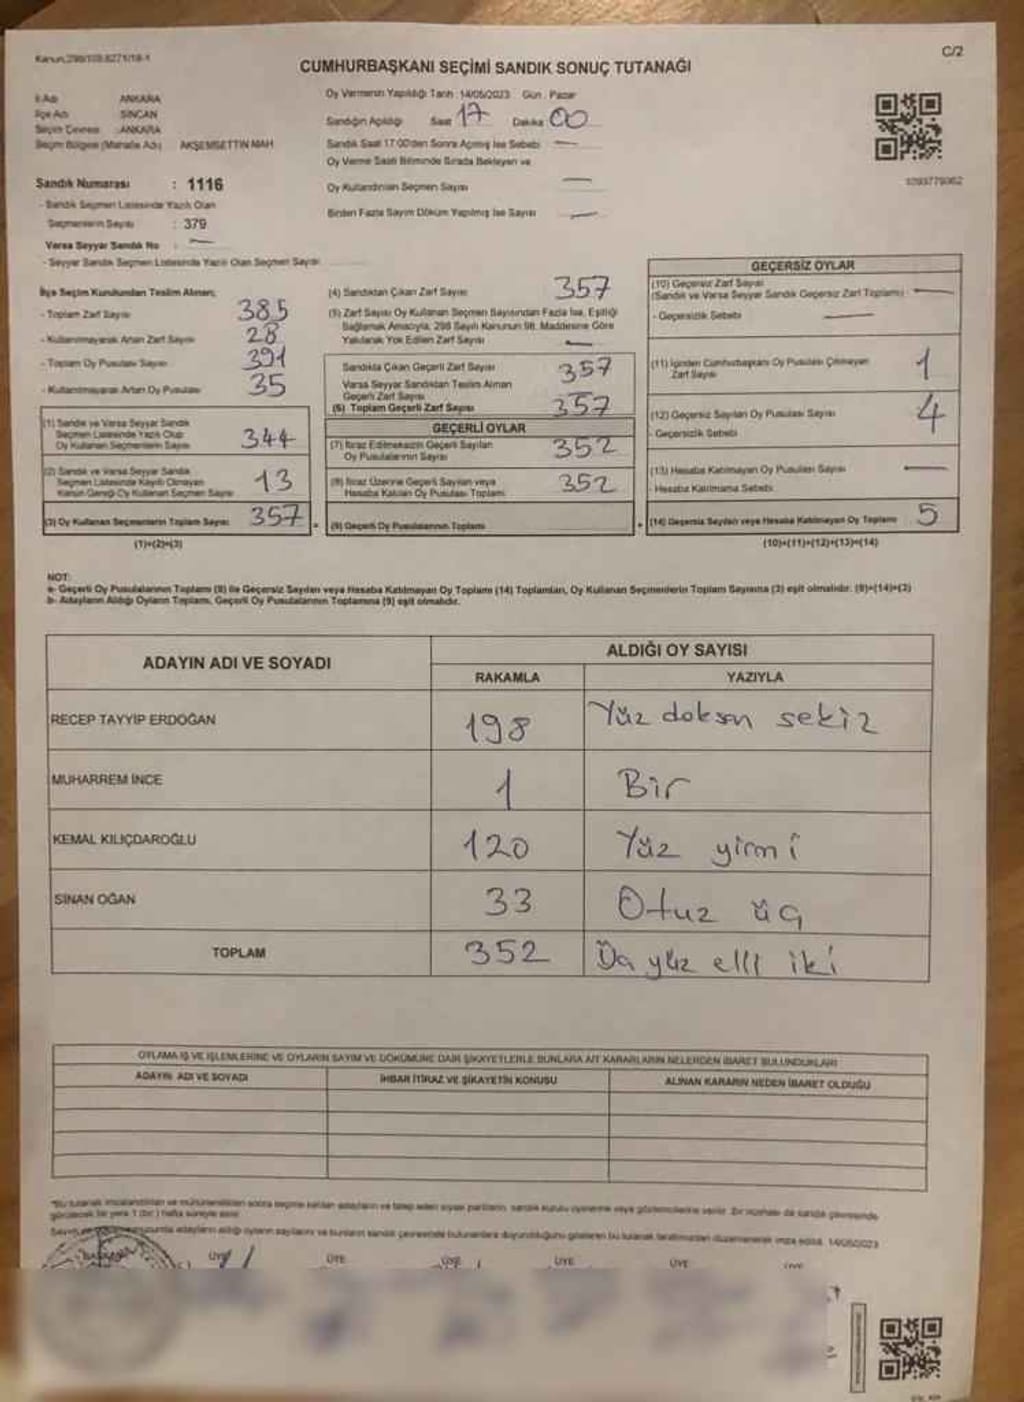 C/2
CUMHURBAŞKANI SEÇİMİ SANDIK SONUÇ TUTANAĞI
İl Adı : ANKARA
İlçe Adı : SİNCAN
Seçim Çevresi : ANKARA
Seçim Bölgesi (Mahalle Adı) : AKŞEMSETTİN MAH.
Sandık Numarası : 1116
- Sandık Seçmen Listesinde Yazılı Olan
Seçmenlerin Sayısı : 379
Varsa Seyyar Sandık No : —
- Seyyar Sandık Seçmen Listesinde Yazılı Olan Seçmen Sayısı
Oy Vermenin Yapıldığı Tarih : 14/05/2023 Gün : Pazar
Sandığın Açıldığı Saat 17 Dakika 00
Sandık Saat 17:00'den Sonra Açılmış İse Sebebi —
Oy Verme Saati Bitiminde Sırada Bekleyen ve
Oy Kullandırılan Seçmen Sayısı —
Birden Fazla Sayım Döküm Yapılmış İse Sayısı —
İlçe Seçim Kurulundan Teslim Alınan;
- Toplam Zarf Sayısı 385
- Kullanılmayarak Artan Zarf Sayısı 28
- Toplam Oy Pusulası Sayısı 391
- Kullanılmayarak Artan Oy Pusulası 35
(1) Sandık ve Varsa Seyyar Sandık
Seçmen Listesinde Yazılı Olup
Oy Kullanan Seçmenlerin Sayısı 344
(2) Sandık ve Varsa Seyyar Sandık
Seçmen Listesinde Kayıtlı Olmayan
Kanun Gereği Oy Kullanan Seçmen Sayısı 13
(3) Oy Kullanan Seçmenlerin Toplam Sayısı 357
(1)+(2)=(3)
(4) Sandıktan Çıkan Zarf Sayısı 357
(5) Zarf Sayısı Oy Kullanan Seçmen Sayısından Fazla İse, Eşitliği
Sağlamak Amacıyla, 298 Sayılı Kanunun 98. Maddesine Göre
Yakılarak Yok Edilen Zarf Sayısı —
Sandıkta Çıkan Geçerli Zarf Sayısı 357
Varsa Seyyar Sandıktan Teslim Alınan
Geçerli Zarf Sayısı
(6) Toplam Geçerli Zarf Sayısı 357
GEÇERLİ OYLAR
(7) İtiraz Edilmeksizin Geçerli Sayılan
Oy Pusulalarının Sayısı 352
(8) İtiraz Üzerine Geçerli Sayılan veya
Hesaba Katılan Oy Pusulası Toplamı 352
(9) Geçerli Oy Pusulalarının Toplamı
GEÇERSİZ OYLAR
(10) Geçersiz Zarf Sayısı
(Sandık ve Varsa Seyyar Sandık Geçersiz Zarf Toplamı) —
- Geçersizlik Sebebi —
(11) İçinden Cumhurbaşkanı Oy Pusulası Çıkmayan
Zarf Sayısı 1
(12) Geçersiz Sayılan Oy Pusulası Sayısı 4
- Geçersizlik Sebebi
(13) Hesaba Katılmayan Oy Pusulası Sayısı —
- Hesaba Katılmama Sebebi
(14) Geçersiz Sayılan veya Hesaba Katılmayan Oy Toplamı 5
(10)+(11)+(12)+(13)=(14)
NOT:
a- Geçerli Oy Pusulalarının Toplamı (9) ile Geçersiz Sayılan veya Hesaba Katılmayan Oy Toplamı (14) Toplamları, Oy Kullanan Seçmenlerin Toplam Sayısına (3) eşit olmalıdır. (9)+(14)=(3)
b- Adayların Aldığı Oyların Toplamı, Geçerli Oy Pusulalarının Toplamına (9) eşit olmalıdır.
ADAYIN ADI VE SOYADI ALDIĞI OY SAYISI
RAKAMLA YAZIYLA
RECEP TAYYİP ERDOĞAN 198 Yüz doksan sekiz
MUHARREM İNCE 1 Bir
KEMAL KILIÇDAROĞLU 120 Yüz yirmi
SİNAN OĞAN 33 Otuz üç
TOPLAM 352 yüz elli iki
OYLAMA İŞ VE İŞLEMLERİNE VE OYLARIN SAYIM VE DÖKÜMÜNE DAİR ŞİKAYETLERLE BUNLARA AİT KARARLARIN NELERDEN İBARET BULUNDUKLARI
ADAYIN ADI VE SOYADI İHBAR İTİRAZ VE ŞİKAYETİN KONUSU ALINAN KARARIN NEDEN İBARET OLDUĞU
ÜYE ÜYE ÜYE ÜYE ÜYE ÜYE